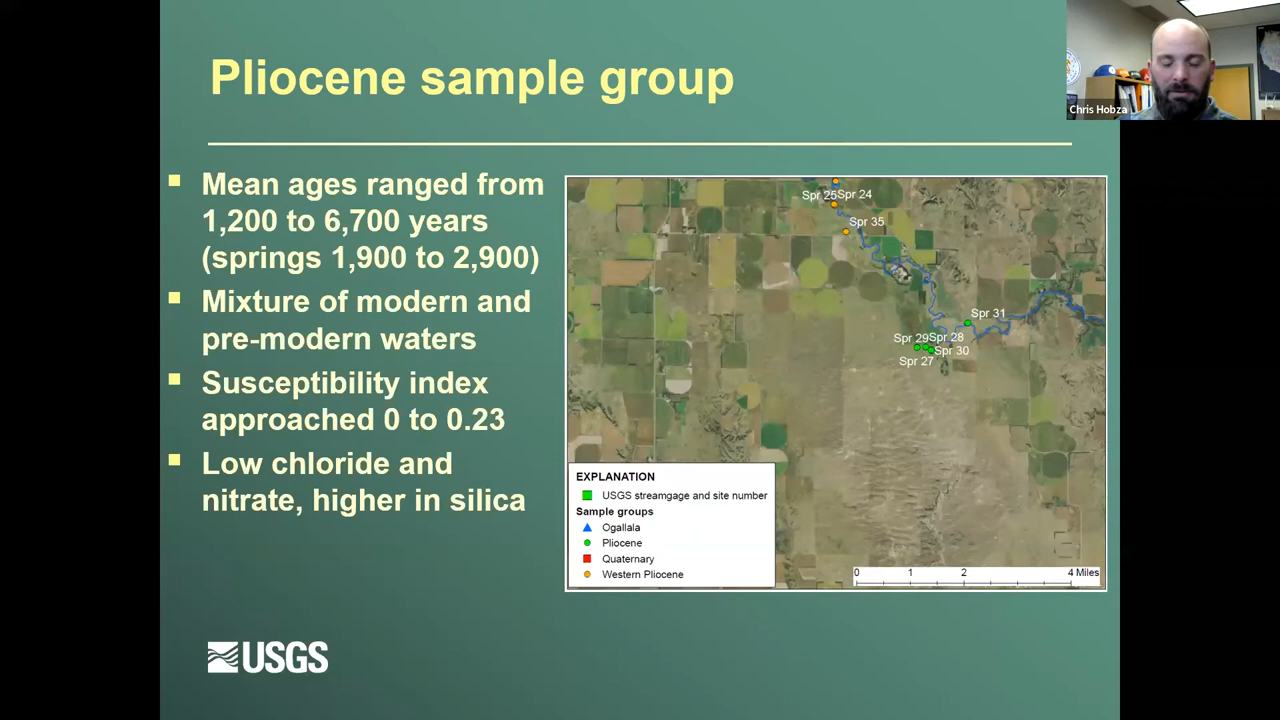 Pliocene sample group
Chris Hobza
▪ Mean ages ranged from
1,200 to 6,700 years
(springs 1,900 to 2,900)
▪ Mixture of modern and
pre-modern waters
▪ Susceptibility index
approached 0 to 0.23
▪ Low chloride and
nitrate, higher in silica
Spr 25 Spr 24
Spr 35
Spr 31
Spr 29 Spr 28
Spr 30
Spr 27
EXPLANATION
USGS streamgage and site number
Sample groups
Ogallala
Pliocene
Quaternary
Western Pliocene
0 1 2 4 Miles
USGS